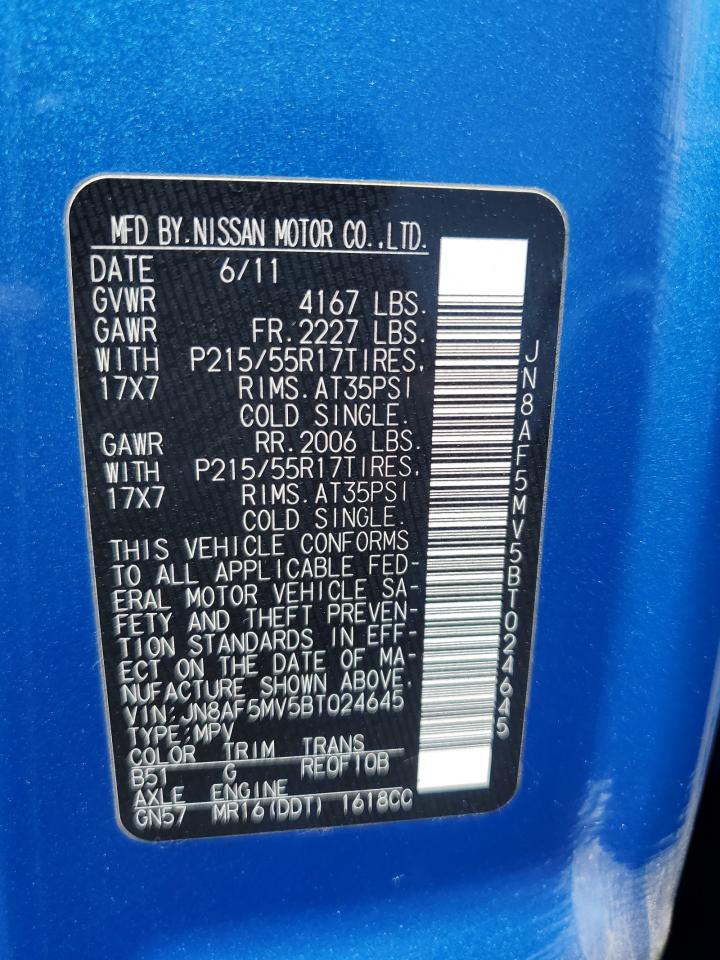 MFD BY.NISSAN MOTOR CO.,LTD.
DATE 6/11
GVWR 4167 LBS.
GAWR FR.2227 LBS.
WITH P215/55R17TIRES,
17X7 RIMS.AT35PSI
COLD SINGLE.
GAWR RR.2006 LBS.
WITH P215/55R17TIRES,
17X7 RIMS.AT35PSI
COLD SINGLE.
THIS VEHICLE CONFORMS
TO ALL APPLICABLE FED-
ERAL MOTOR VEHICLE SA-
FETY AND THEFT PREVEN-
TION STANDARDS IN EFF-
ECT ON THE DATE OF MA-
NUFACTURE SHOWN ABOVE.
VIN:JN8AF5MV5BT024645
TYPE:MPV
COLOR TRIM TRANS
B51 G RE0F10B
AXLE ENGINE
GN57 MR16(DDT) 1618CC
JN8AF5MV5BT024645